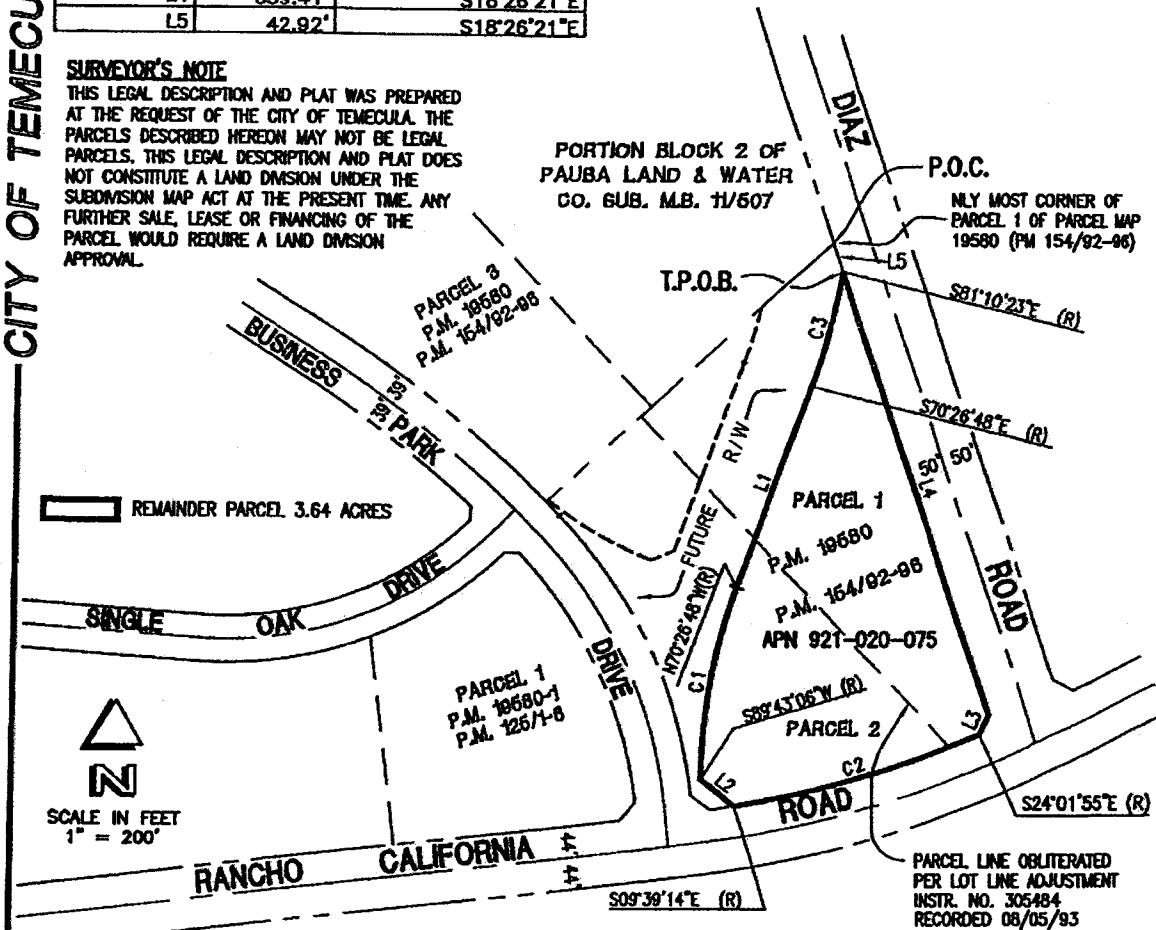 CITY OF TEMECU
S18°26'21"E
L5 42.92' S18°26'21"E
SURVEYOR'S NOTE
THIS LEGAL DESCRIPTION AND PLAT WAS PREPARED
AT THE REQUEST OF THE CITY OF TEMECULA. THE
PARCELS DESCRIBED HEREON MAY NOT BE LEGAL
PARCELS. THIS LEGAL DESCRIPTION AND PLAT DOES
NOT CONSTITUTE A LAND DIVISION UNDER THE
SUBDIVISION MAP ACT AT THE PRESENT TIME. ANY
FURTHER SALE, LEASE OR FINANCING OF THE
PARCEL WOULD REQUIRE A LAND DIVISION
APPROVAL.
PORTION BLOCK 2 OF
PAUBA LAND & WATER
CO. SUB. M.B. 11/507
DIAZ
P.O.C.
NLY MOST CORNER OF
PARCEL 1 OF PARCEL MAP
19580 (PM 154/92-96)
L5
T.P.O.B.
S81°10'23"E (R)
C3
PARCEL 3
P.M. 19580
P.M. 154/92-96
BUSINESS
39' 39'
PARK
S70°26'48"E (R)
R/W
50' 50'
L4
L1
PARCEL 1
REMAINDER PARCEL 3.64 ACRES
FUTURE
P.M. 19580
P.M. 154/92-96
APN 921-020-075
ROAD
SINGLE OAK DRIVE
N70°26'48"W(R)
DRIVE
C1
PARCEL 1
P.M. 19580-1
P.M. 125/1-6
S89°43'06"W (R)
PARCEL 2
L3
L2
C2
N
SCALE IN FEET
1" = 200'
ROAD
S24°01'55"E (R)
RANCHO CALIFORNIA
44' 44'
S09°39'14"E (R)
PARCEL LINE OBLITERATED
PER LOT LINE ADJUSTMENT
INSTR. NO. 305484
RECORDED 08/05/93